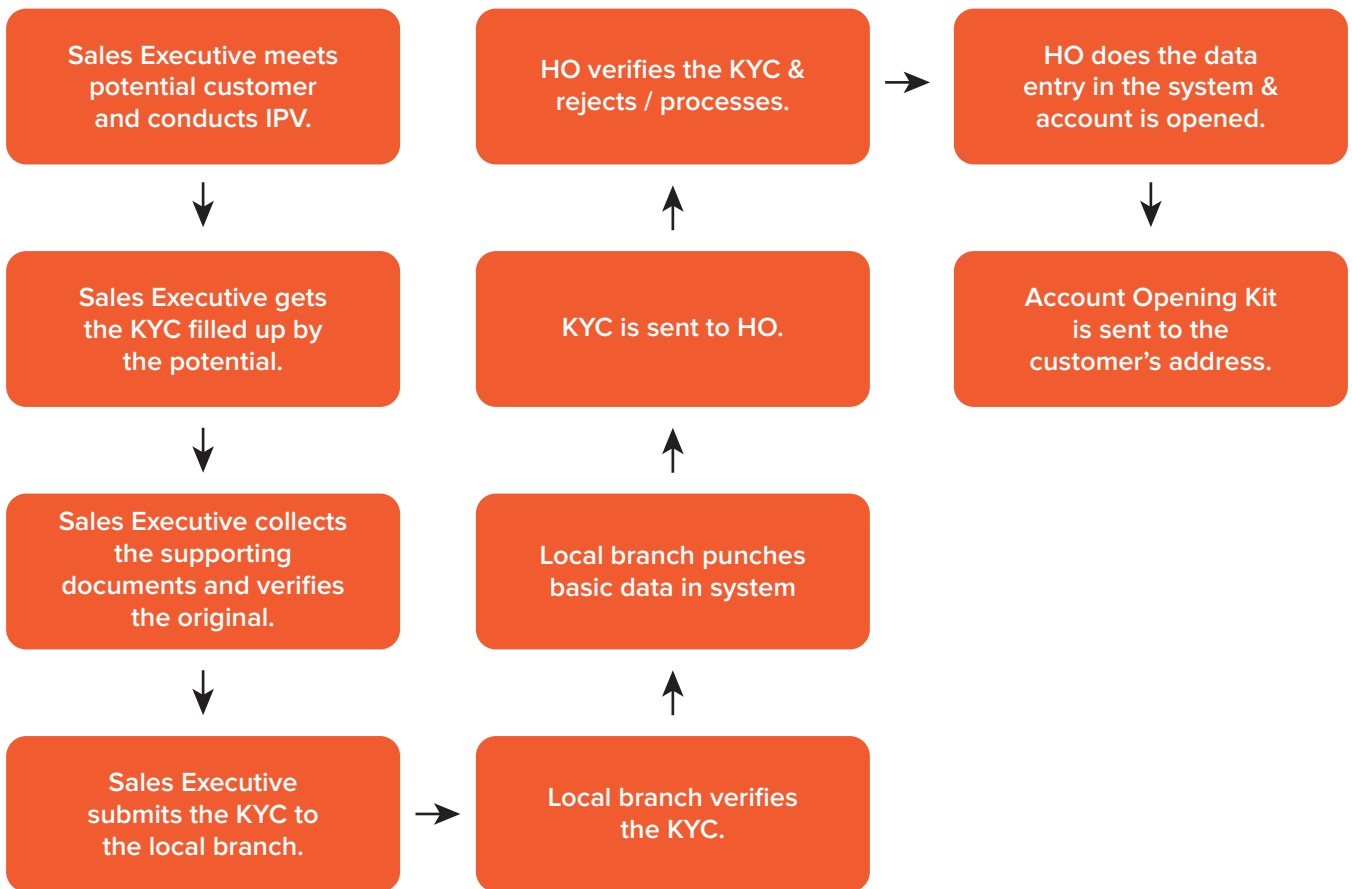 Sales Executive meets
potential customer
and conducts IPV.
Sales Executive gets
the KYC filled up by
the potential.
Sales Executive collects
the supporting
documents and verifies
the original.
Sales Executive
submits the KYC to
the local branch.
Local branch verifies
the KYC.
Local branch punches
basic data in system
KYC is sent to HO.
HO verifies the KYC &
rejects / processes.
HO does the data
entry in the system &
account is opened.
Account Opening Kit
is sent to the
customer’s address.